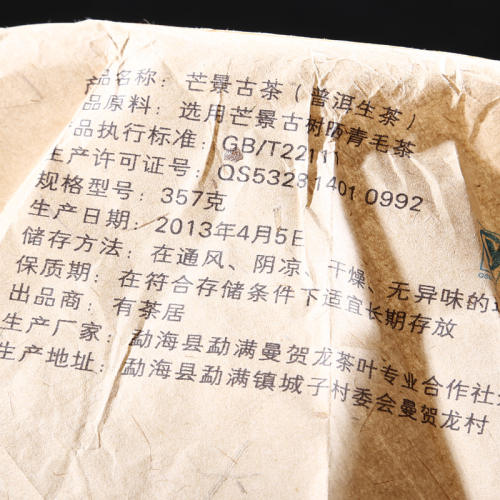 产品名称：芒景古茶（普洱生茶）
品原料：选用芒景古树晒青毛茶
产品执行标准：GB/T22111
生产许可证号：QS5328 1401 0992
规格型号：357克
生产日期：2013年4月5日
储存方法：在通风、阴凉、干燥、无异味的
保质期：在符合存储条件下适宜长期存放
出品商：有茶居
生产厂家：勐海县勐满曼贺龙茶叶专业合作社
生产地址：勐海县勐满镇城子村委会曼贺龙村